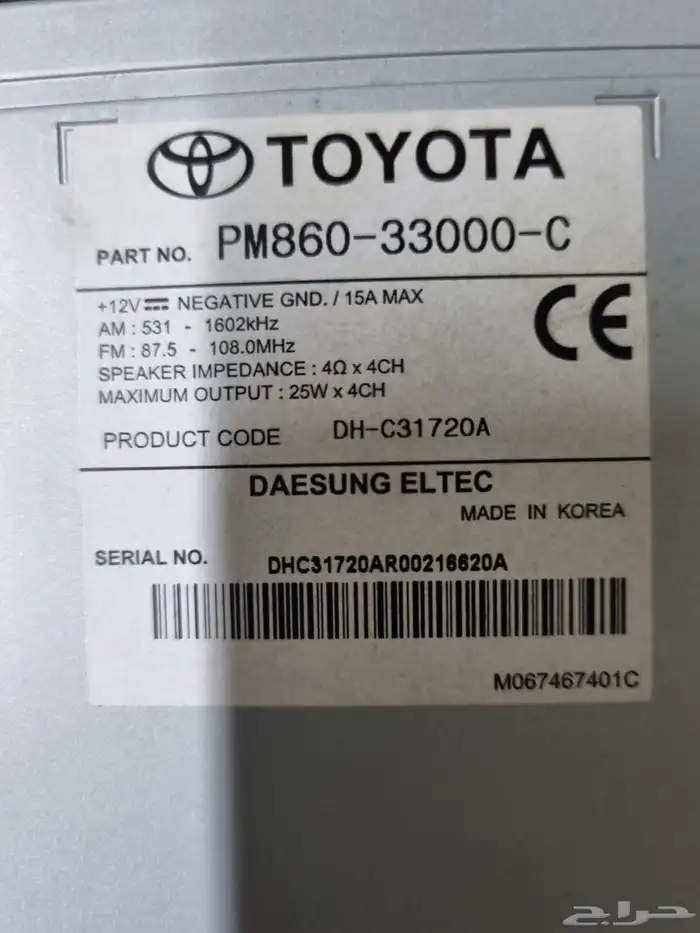 TOYOTA
PART NO. PM860-33000-C
+12V⎓ NEGATIVE GND. / 15A MAX
AM : 531 - 1602kHz
FM : 87.5 - 108.0MHz
SPEAKER IMPEDANCE : 4Ω x 4CH
MAXIMUM OUTPUT : 25W x 4CH
CE
PRODUCT CODE DH-C31720A
DAESUNG ELTEC
MADE IN KOREA
SERIAL NO. DHC31720AR00216620A
M067467401C
حراج